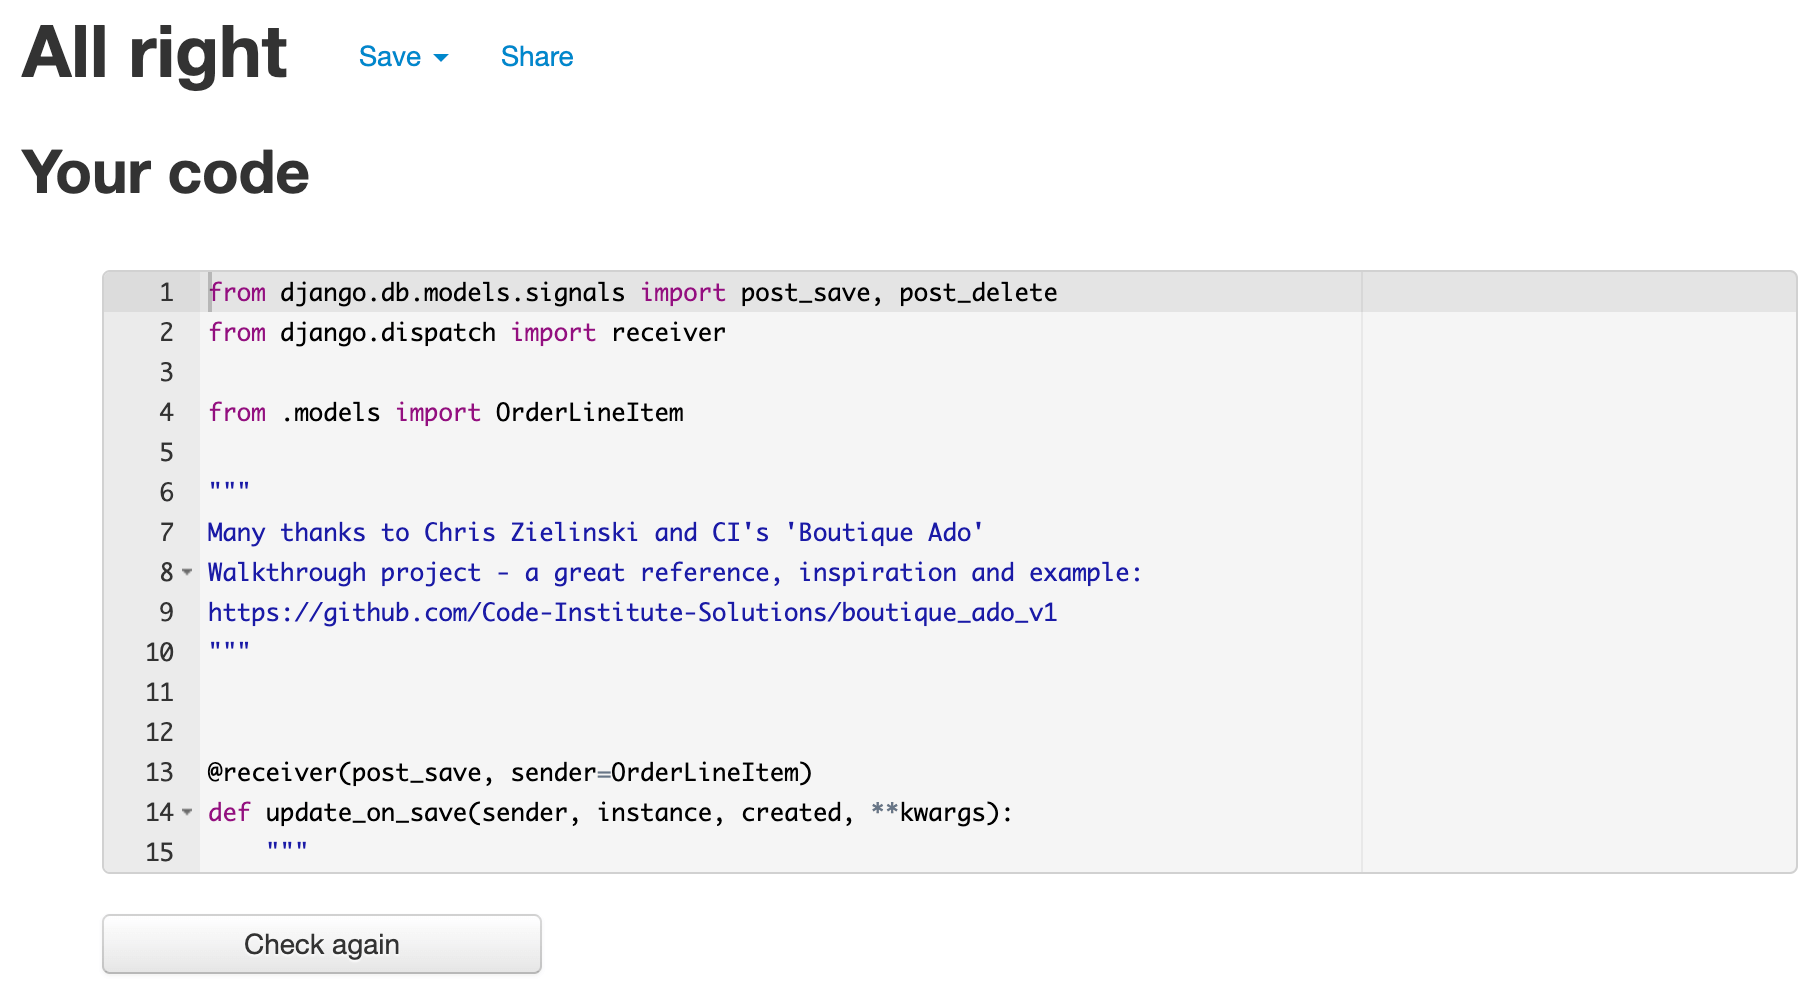 All right
Save
Share
Your code
1 from django.db.models.signals import post_save, post_delete
2 from django.dispatch import receiver
3
4 from .models import OrderLineItem
5
6 """
7 Many thanks to Chris Zielinski and CI's 'Boutique Ado'
8 Walkthrough project - a great reference, inspiration and example:
9 https://github.com/Code-Institute-Solutions/boutique_ado_v1
10 """
11
12
13 @receiver(post_save, sender=OrderLineItem)
14 def update_on_save(sender, instance, created, **kwargs):
15     """
Check again